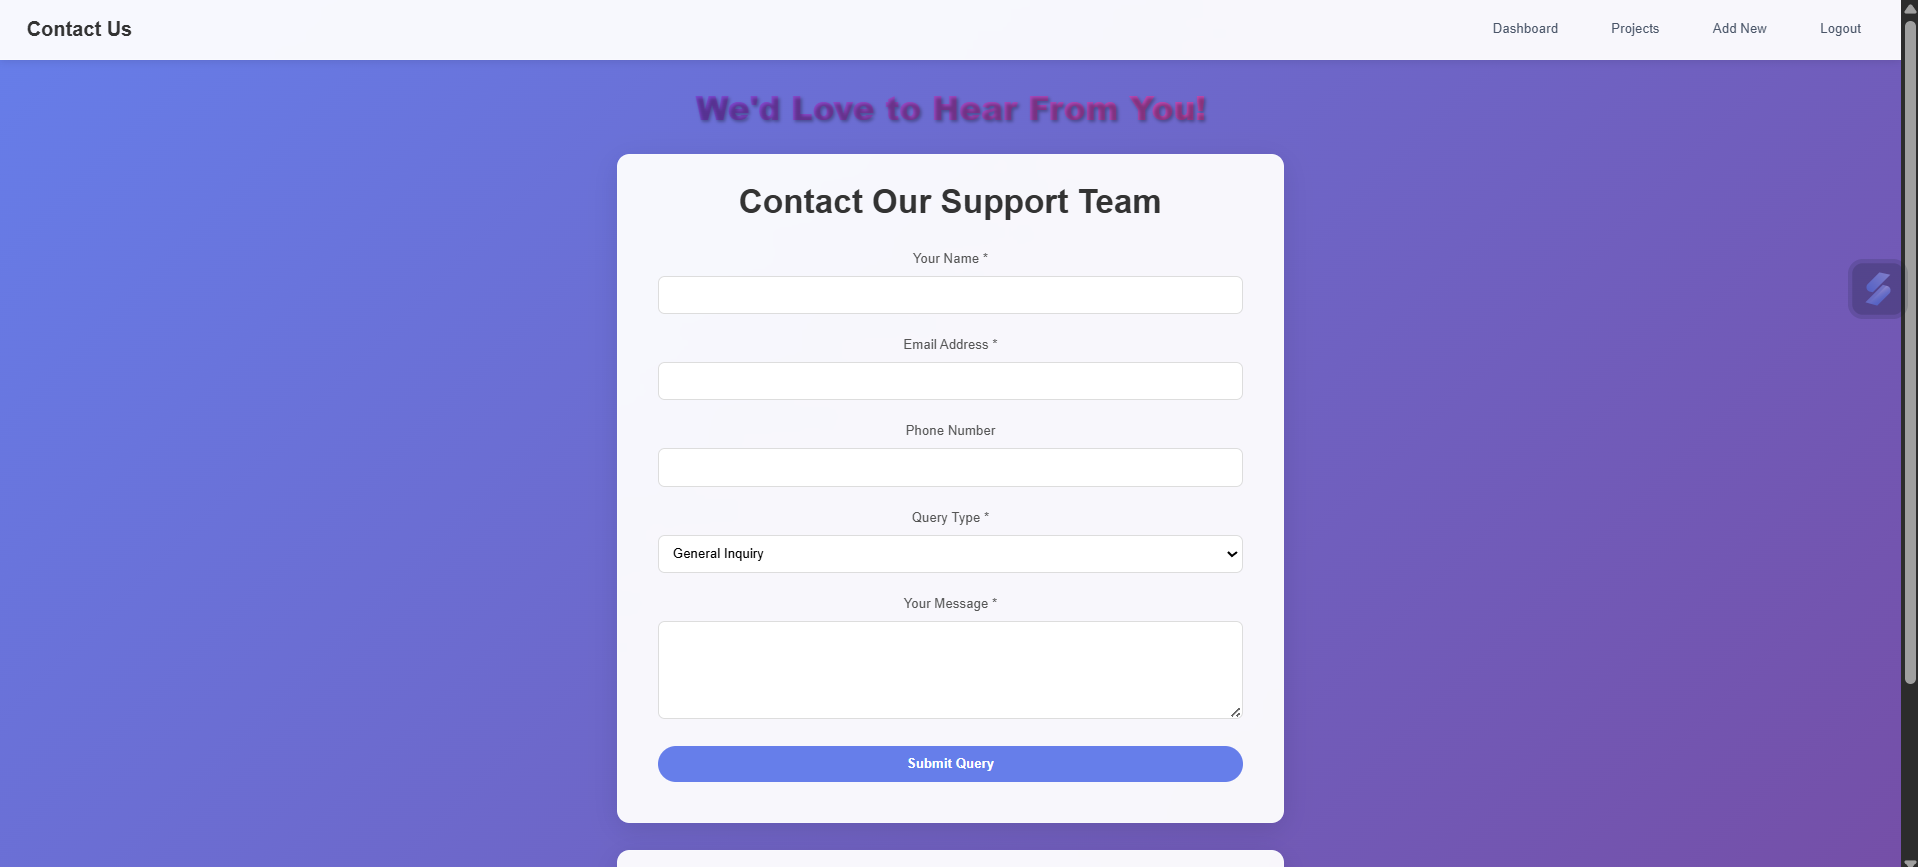 Contact Us
Dashboard Projects Add New Logout
We'd Love to Hear From You!
Contact Our Support Team
Your Name *
Email Address *
Phone Number
Query Type *
General Inquiry
Your Message *
Submit Query